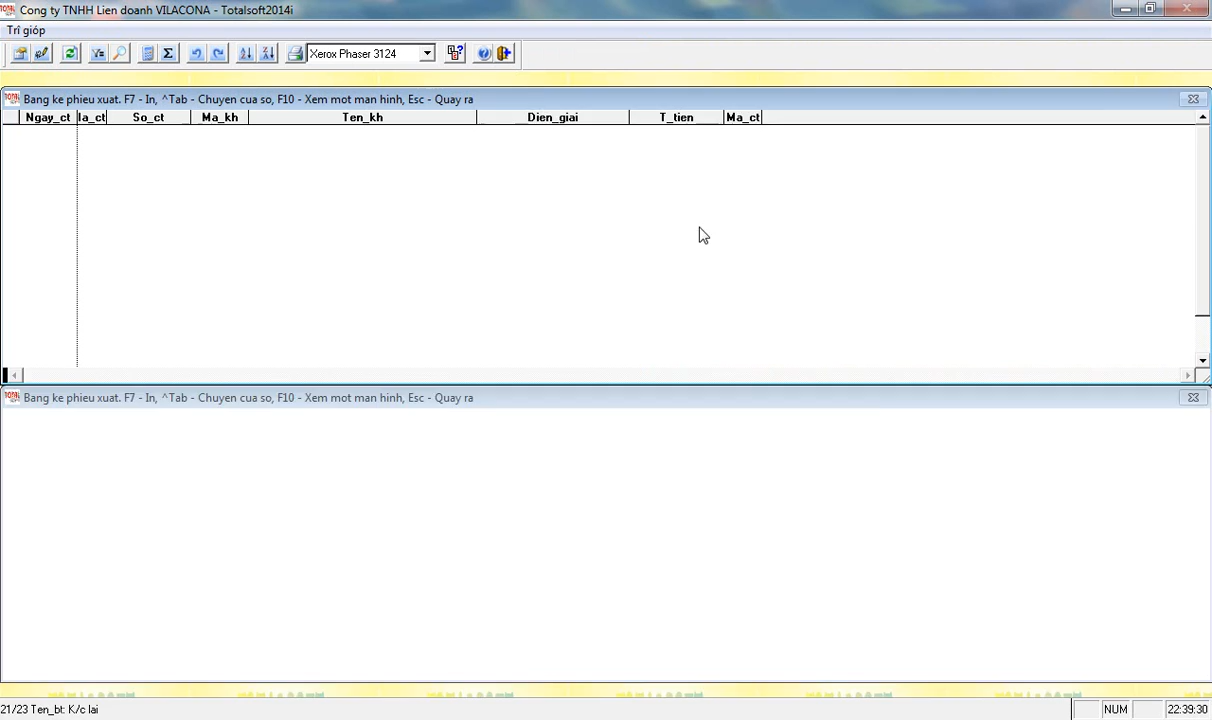 Cong ty TNHH Lien doanh VILACONA - Totalsoft2014i
Trî gióp
Xerox Phaser 3124
Bang ke phieu xuat. F7 - In, ^Tab - Chuyen cua so, F10 - Xem mot man hinh, Esc - Quay ra
Ngay_ct la_ct So_ct Ma_kh Ten_kh Dien_giai T_tien Ma_ct
Bang ke phieu xuat. F7 - In, ^Tab - Chuyen cua so, F10 - Xem mot man hinh, Esc - Quay ra
21/23 Ten_bt: K/c lai NUM 22:39:30